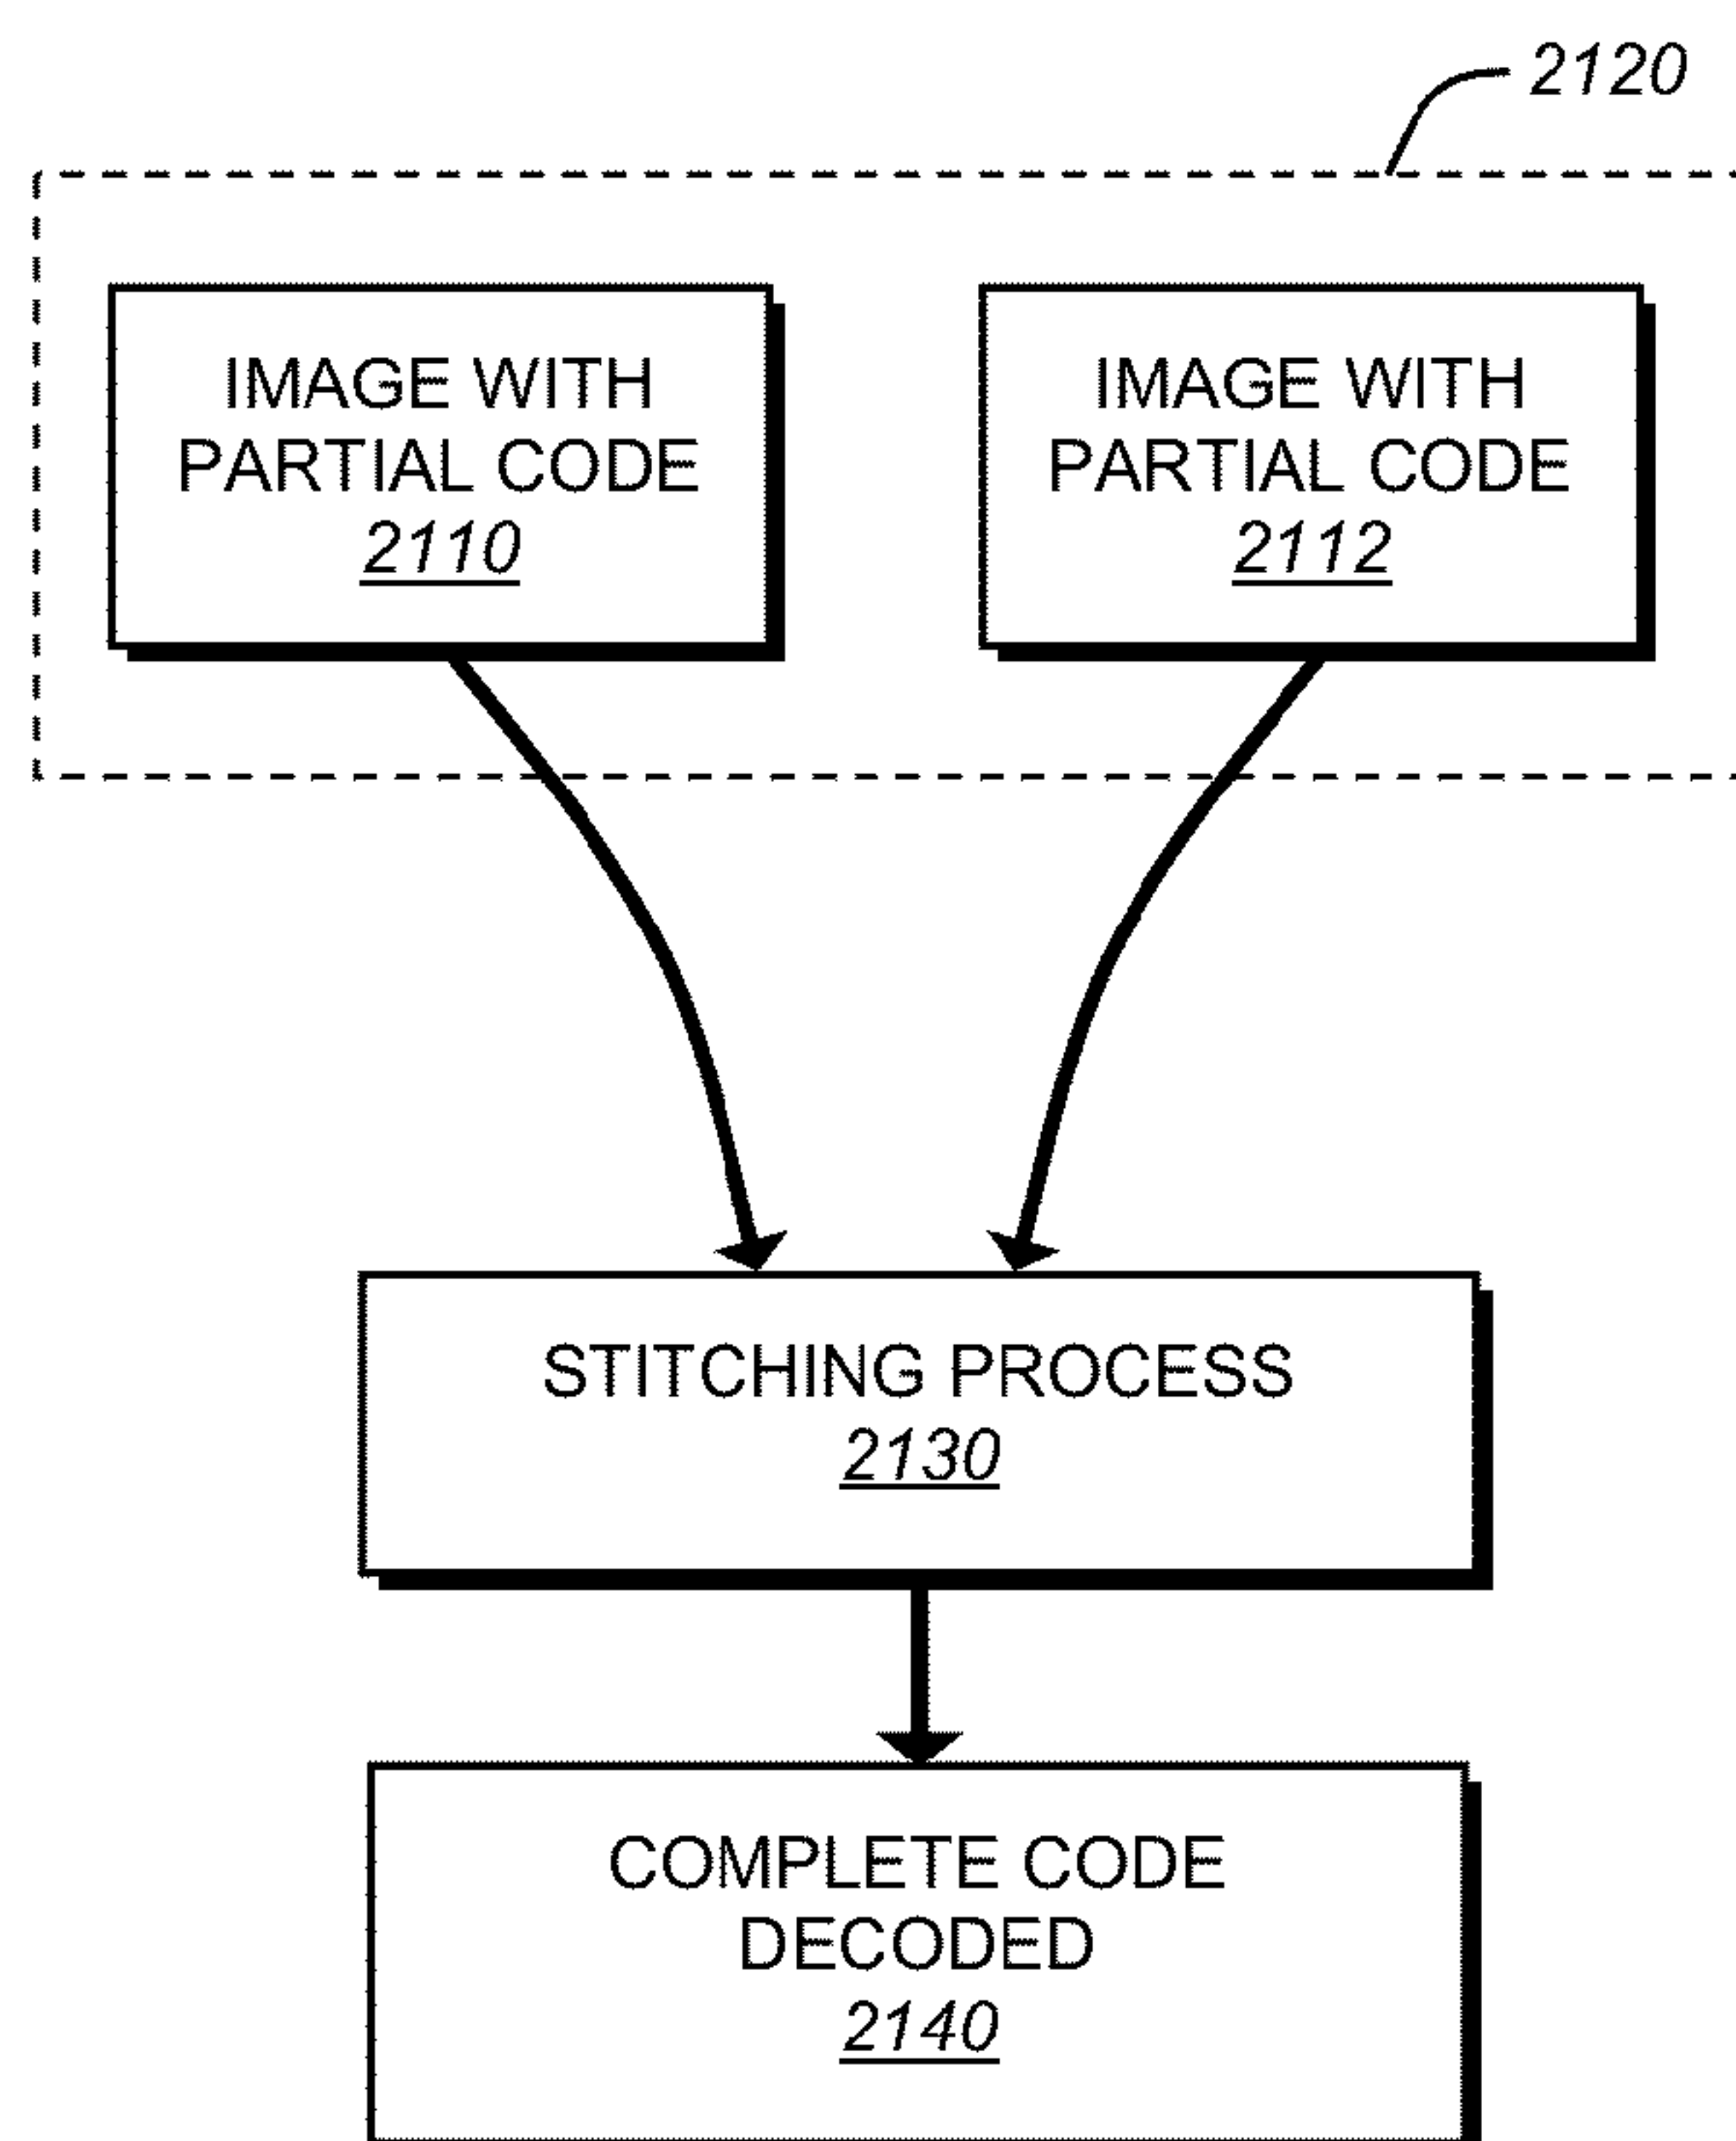 2120
IMAGE WITH
PARTIAL CODE
2110
IMAGE WITH
PARTIAL CODE
2112
STITCHING PROCESS
2130
COMPLETE CODE
DECODED
2140